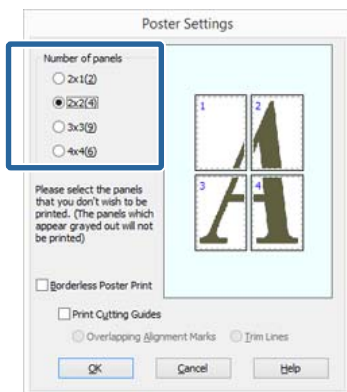 Poster Settings
Number of panels
2x1(2)
2x2(4)
3x3(9)
4x4(6)
1
2
3
4
A
Please select the panels
that you don't wish to be
printed. (The panels which
appear grayed out will not
be printed)
Borderless Poster Print
Print Cutting Guides
Overlapping Alignment Marks
Trim Lines
OK
Cancel
Help